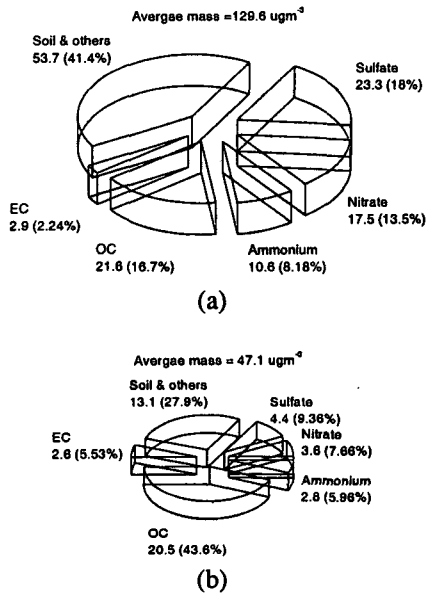 Avergae mass =129.6 ugm-3
Soil & others
53.7 (41.4%)
Sulfate
23.3 (18%)
EC
2.9 (2.24%)
Nitrate
17.5 (13.5%)
OC
21.6 (16.7%)
Ammonium
10.6 (8.18%)
(a)
Avergae mass = 47.1 ugm-3
Soil & others
13.1 (27.9%)
Sulfate
4.4 (9.36%)
EC
2.6 (5.53%)
Nitrate
3.6 (7.66%)
Ammonium
2.8 (5.96%)
OC
20.5 (43.6%)
(b)